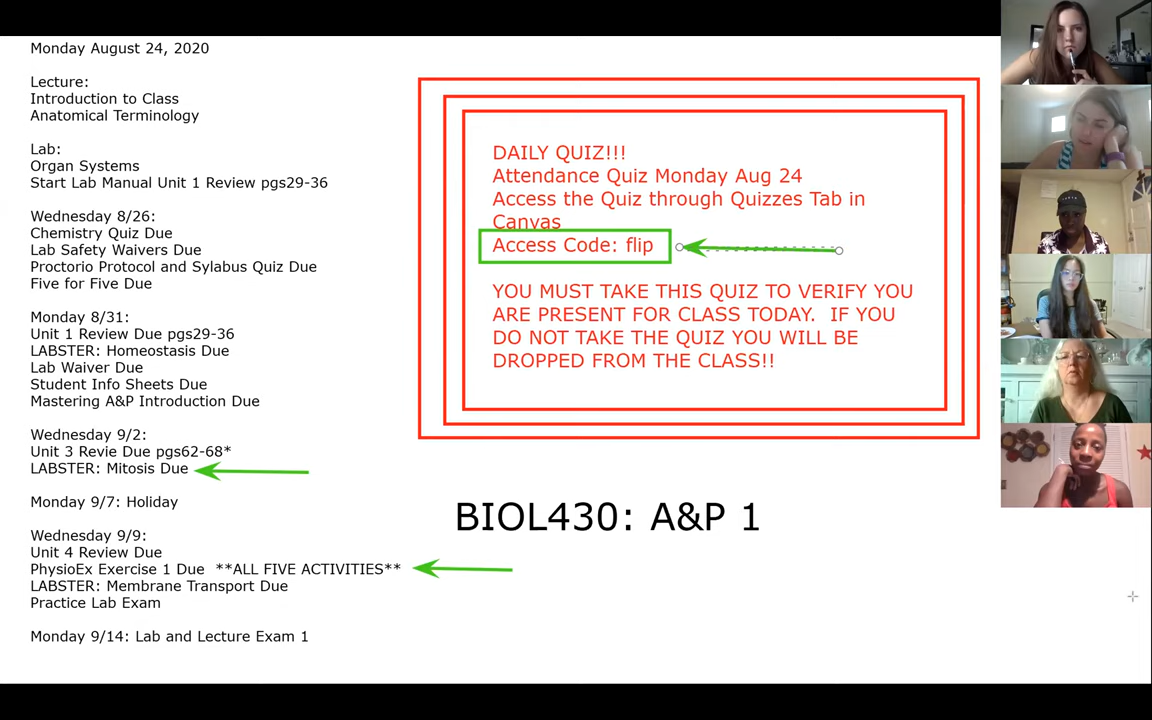 Monday August 24, 2020
Lecture:
Introduction to Class
Anatomical Terminology
Lab:
Organ Systems
Start Lab Manual Unit 1 Review pgs29-36
Wednesday 8/26:
Chemistry Quiz Due
Lab Safety Waivers Due
Proctorio Protocol and Sylabus Quiz Due
Five for Five Due
Monday 8/31:
Unit 1 Review Due pgs29-36
LABSTER: Homeostasis Due
Lab Waiver Due
Student Info Sheets Due
Mastering A&P Introduction Due
Wednesday 9/2:
Unit 3 Revie Due pgs62-68*
LABSTER: Mitosis Due
Monday 9/7: Holiday
Wednesday 9/9:
Unit 4 Review Due
PhysioEx Exercise 1 Due  **ALL FIVE ACTIVITIES**
LABSTER: Membrane Transport Due
Practice Lab Exam
Monday 9/14: Lab and Lecture Exam 1
DAILY QUIZ!!!
Attendance Quiz Monday Aug 24
Access the Quiz through Quizzes Tab in
Canvas
Access Code: flip
YOU MUST TAKE THIS QUIZ TO VERIFY YOU
ARE PRESENT FOR CLASS TODAY.  IF YOU
DO NOT TAKE THE QUIZ YOU WILL BE
DROPPED FROM THE CLASS!!
BIOL430: A&P 1